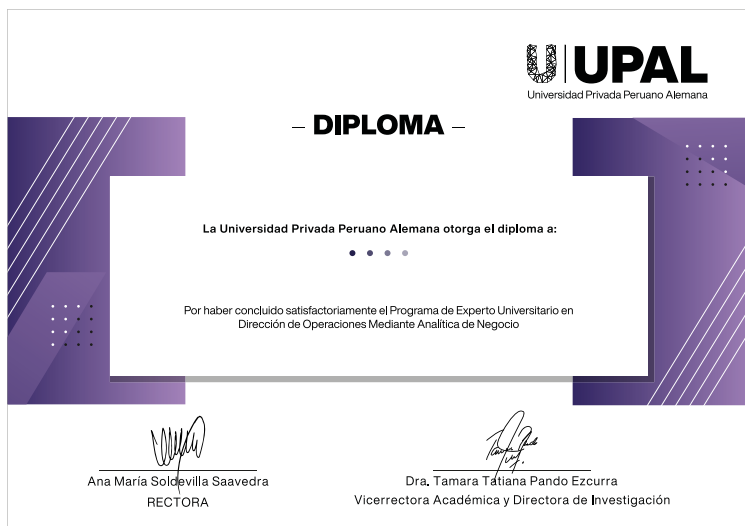 UPAL
Universidad Privada Peruano Alemana
– DIPLOMA –
La Universidad Privada Peruano Alemana otorga el diploma a:
Por haber concluido satisfactoriamente el Programa de Experto Universitario en
Dirección de Operaciones Mediante Analítica de Negocio
Ana María Soldevilla Saavedra
RECTORA
Dra. Tamara Tatiana Pando Ezcurra
Vicerrectora Académica y Directora de Investigación